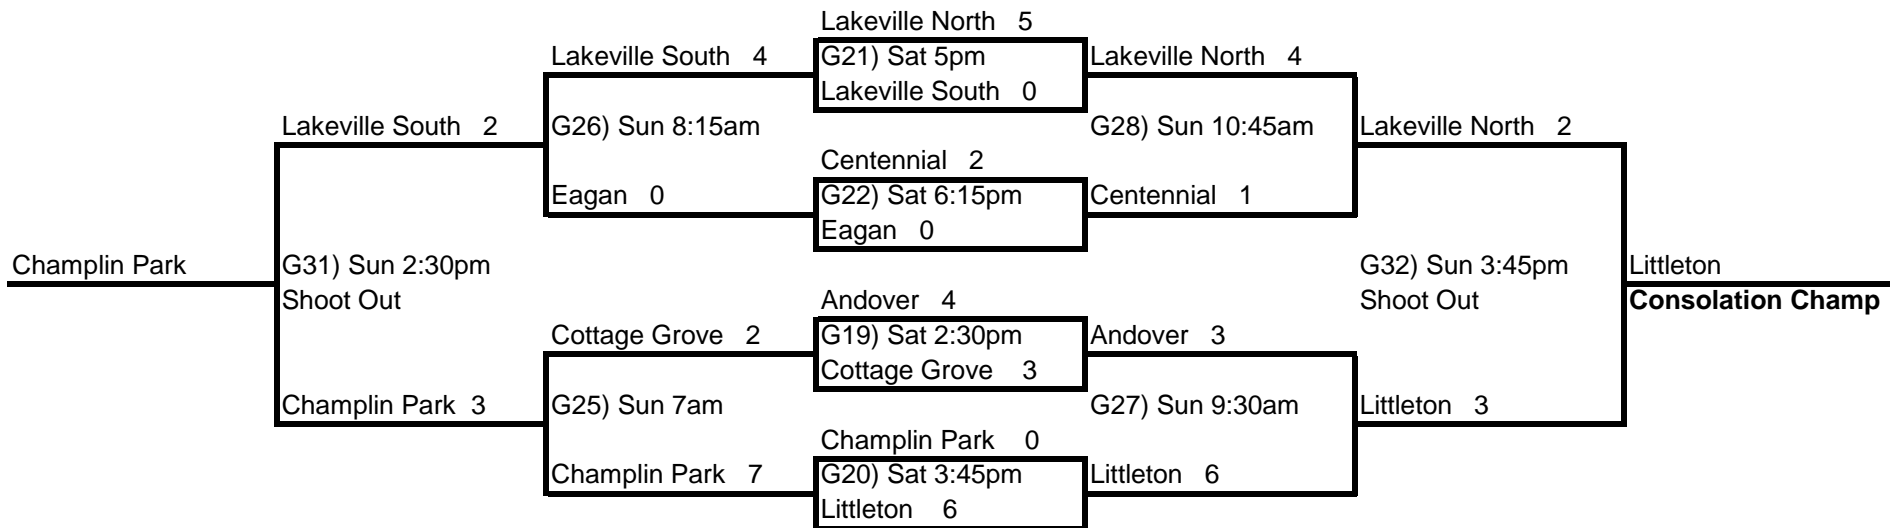 Lakeville North 5
Lakeville South 4
G21) Sat 5pm
Lakeville North 4
Lakeville South 0
Lakeville South 2
G26) Sun 8:15am
G28) Sun 10:45am
Lakeville North 2
Centennial 2
Eagan 0
G22) Sat 6:15pm
Centennial 1
Eagan 0
Champlin Park
G31) Sun 2:30pm
G32) Sun 3:45pm
Littleton
Shoot Out
Andover 4
Shoot Out
Consolation Champ
Cottage Grove 2
G19) Sat 2:30pm
Andover 3
Cottage Grove 3
Champlin Park 3
G25) Sun 7am
G27) Sun 9:30am
Littleton 3
Champlin Park 0
Champlin Park 7
G20) Sat 3:45pm
Littleton 6
Littleton 6